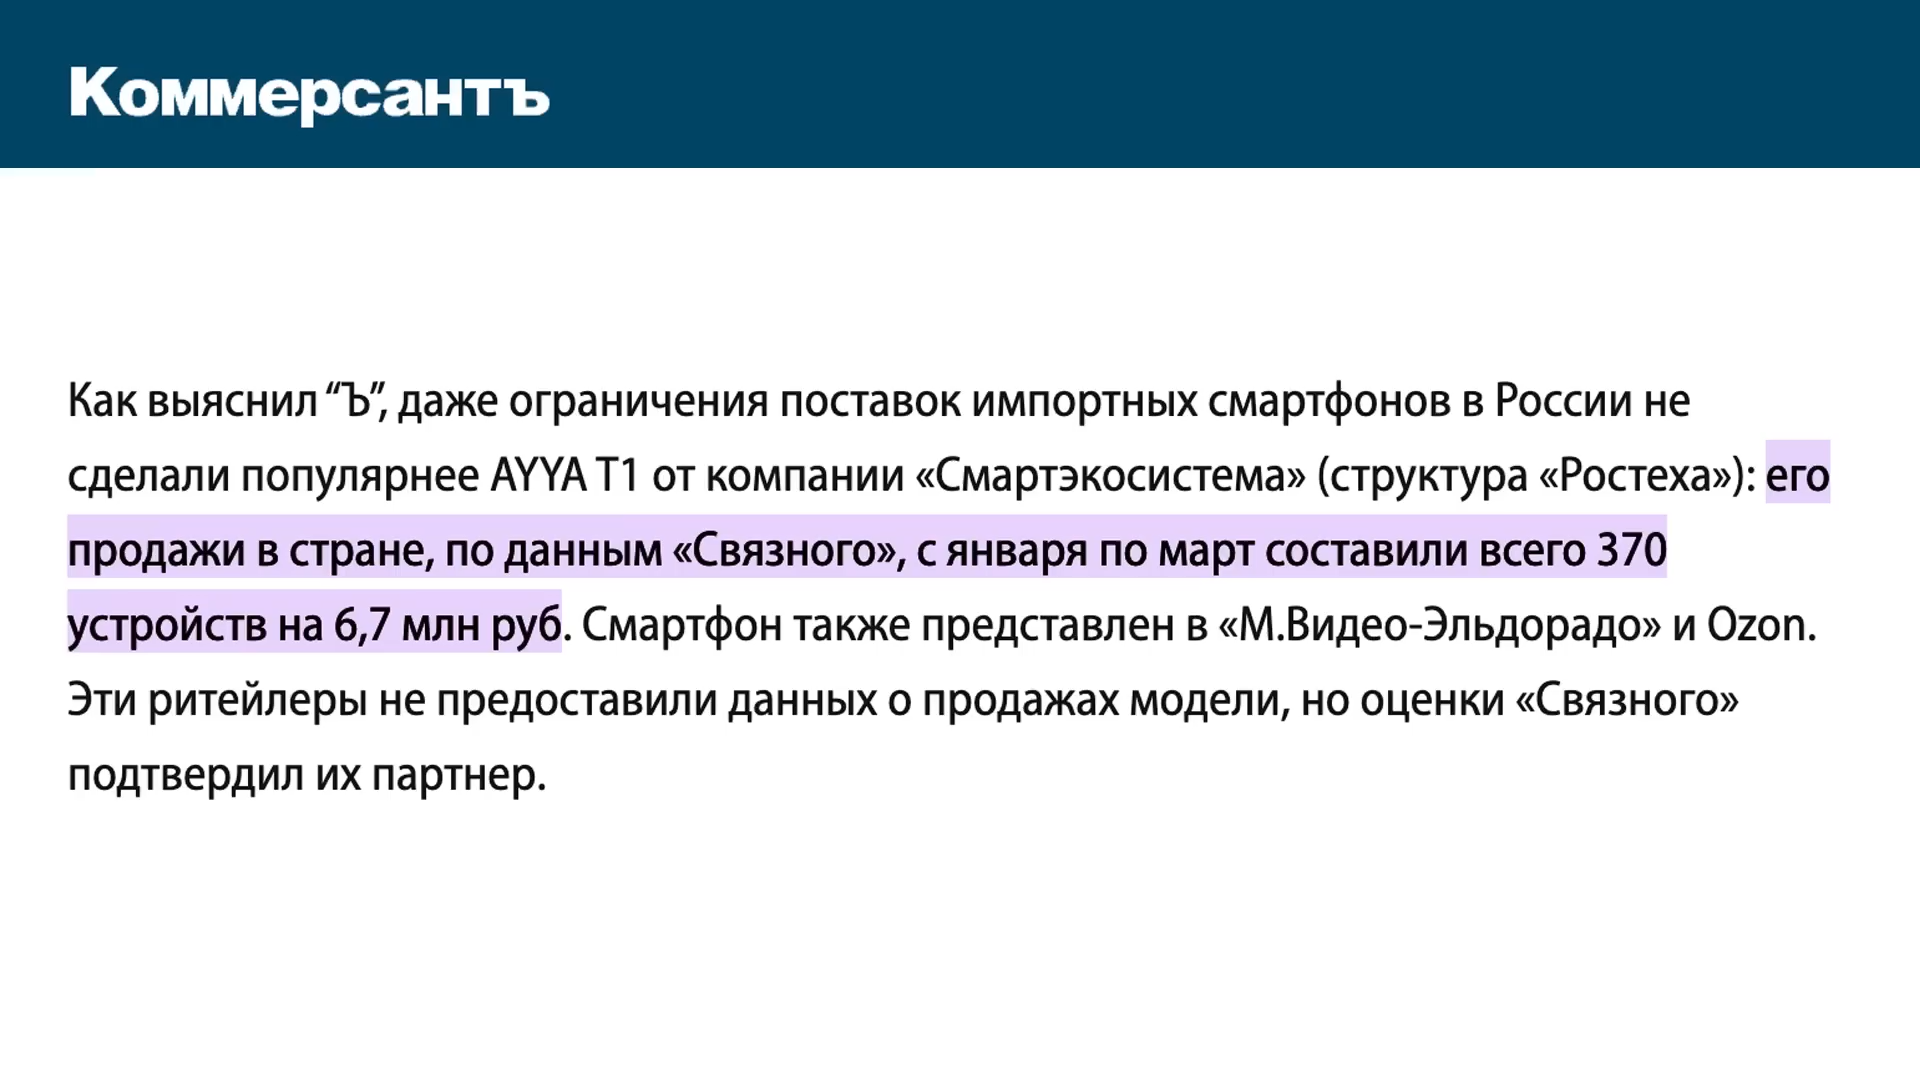 Коммерсантъ
Как выяснил “Ъ”, даже ограничения поставок импортных смартфонов в России не
сделали популярнее AYYA T1 от компании «Смартэкосистема» (структура «Ростеха»): его
продажи в стране, по данным «Связного», с января по март составили всего 370
устройств на 6,7 млн руб. Смартфон также представлен в «М.Видео-Эльдорадо» и Ozon.
Эти ритейлеры не предоставили данных о продажах модели, но оценки «Связного»
подтвердил их партнер.